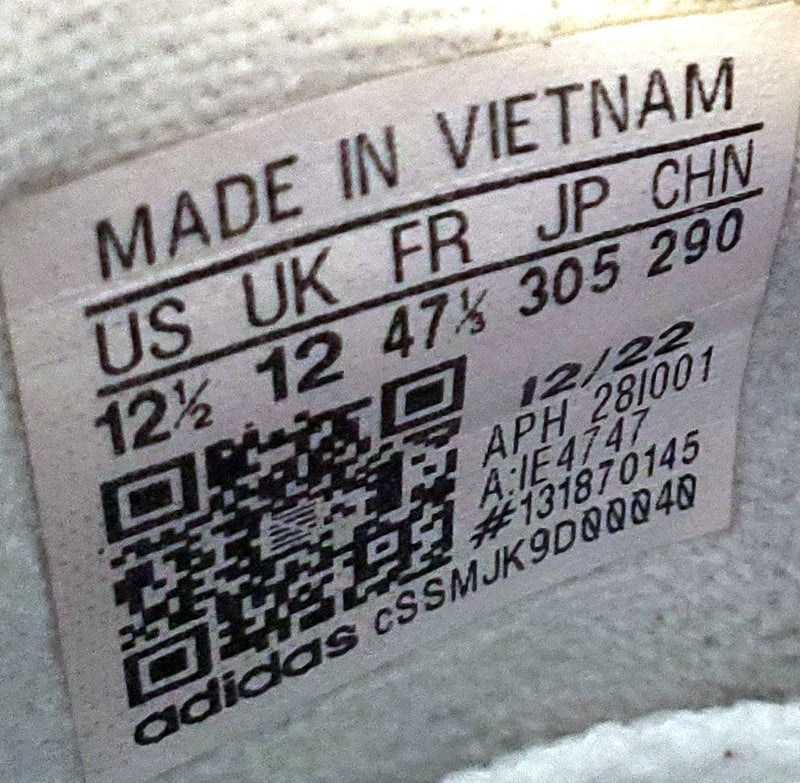 MADE IN VIETNAM
US UK FR JP CHN
12½ 12 47⅓ 305 290
12/22
APH 28I001
A:IE4747
#131870145
adidas cSSMJK9D00040